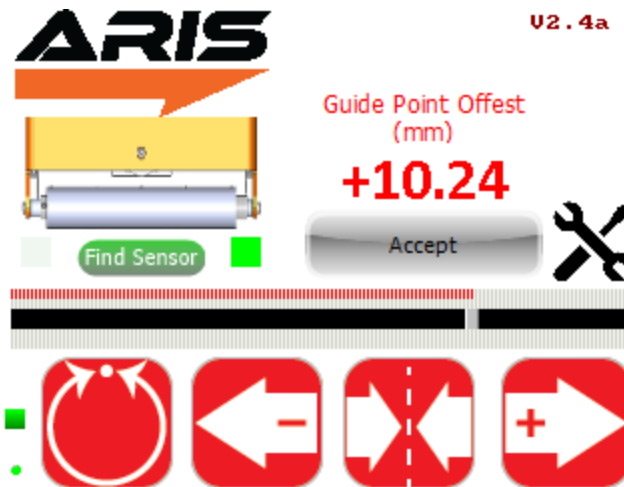 ARIS
V2.4a
Guide Point Offest
(mm)
+10.24
Find Sensor
Accept
-
+